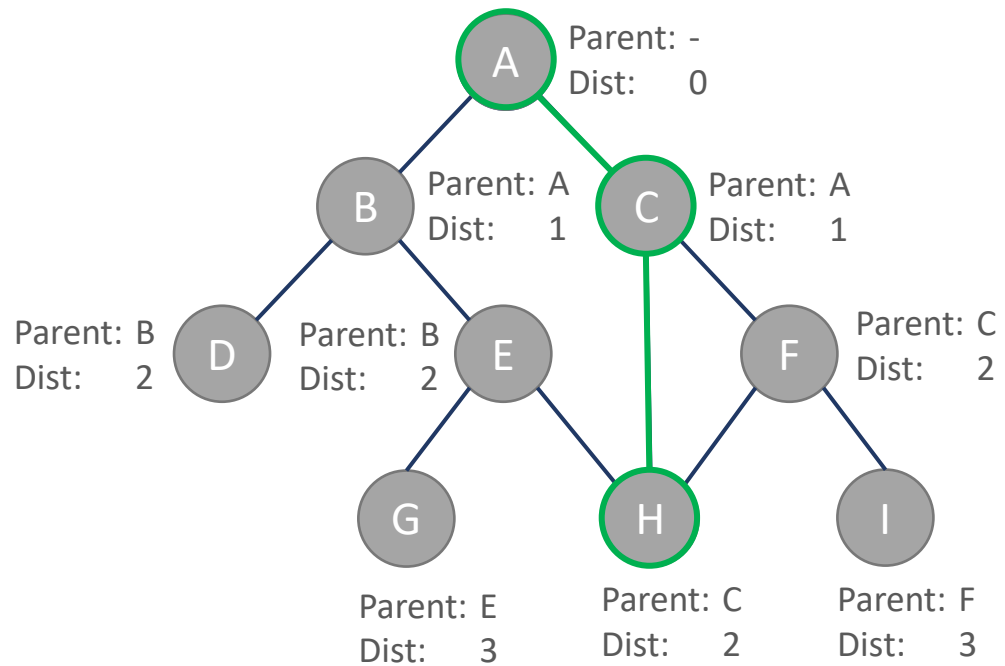 A
Parent: -
Dist: 0
B
Parent: A
Dist: 1
C
Parent: A
Dist: 1
Parent: B
Dist: 2
D
Parent: B
Dist: 2
E
F
Parent: C
Dist: 2
G
H
I
Parent: E
Dist: 3
Parent: C
Dist: 2
Parent: F
Dist: 3